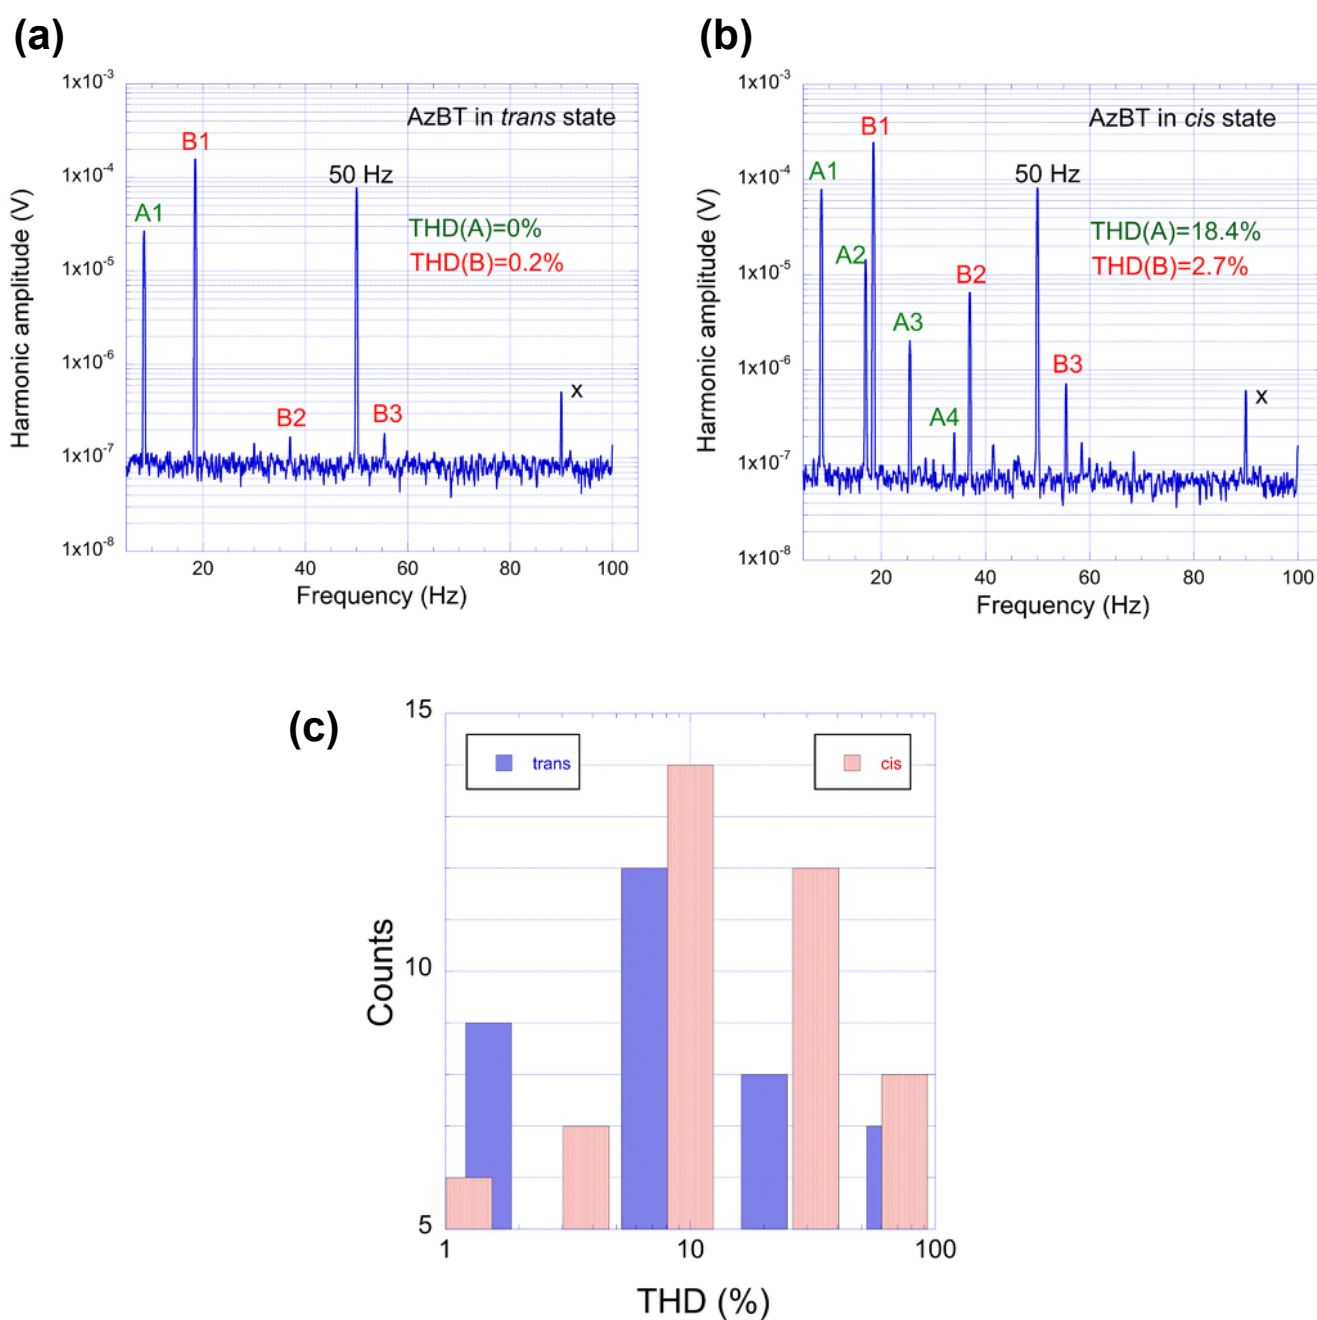 (a)
1x10-3
1x10-4
1x10-5
1x10-6
1x10-7
1x10-8
Harmonic amplitude (V)
AzBT in trans state
A1
B1
50 Hz
THD(A)=0%
THD(B)=0.2%
B2
B3
x
20
40
60
80
100
Frequency (Hz)
(b)
1x10-3
1x10-4
1x10-5
1x10-6
1x10-7
1x10-8
Harmonic amplitude (V)
AzBT in cis state
A1
B1
50 Hz
A2
THD(A)=18.4%
THD(B)=2.7%
B2
A3
B3
A4
x
20
40
60
80
100
Frequency (Hz)
(c)
15
10
5
Counts
trans
cis
1
10
100
THD (%)